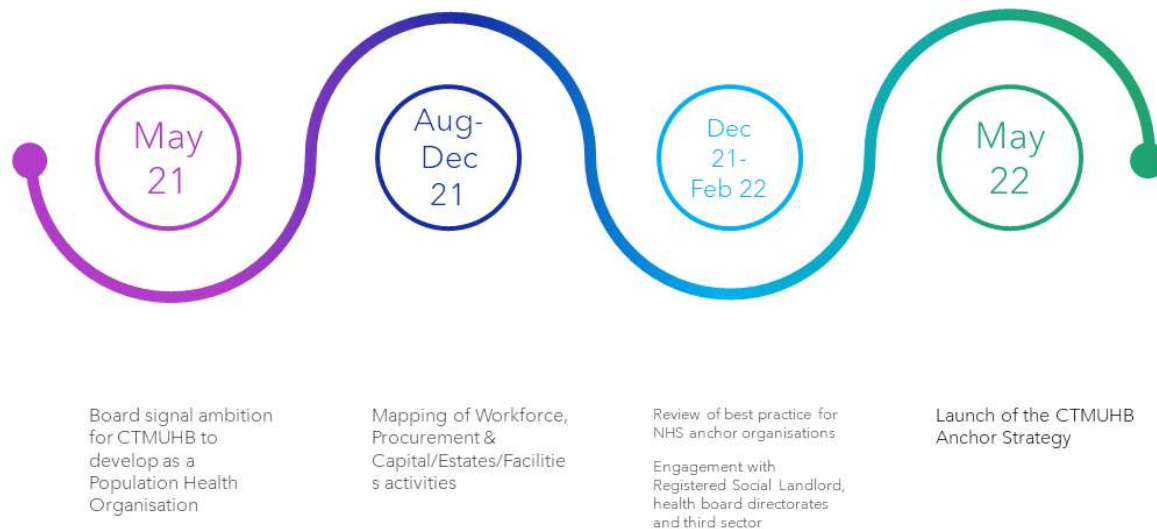 May
21
Aug-
Dec
21
Dec
21-
Feb 22
May
22
Board signal ambition
for CTMUHB to
develop as a
Population Health
Organisation
Mapping of Workforce,
Procurement &
Capital/Estates/Facilitie
s activities
Review of best practice for
NHS anchor organisations
Engagement with
Registered Social Landlord,
health board directorates
and third sector
Launch of the CTMUHB
Anchor Strategy